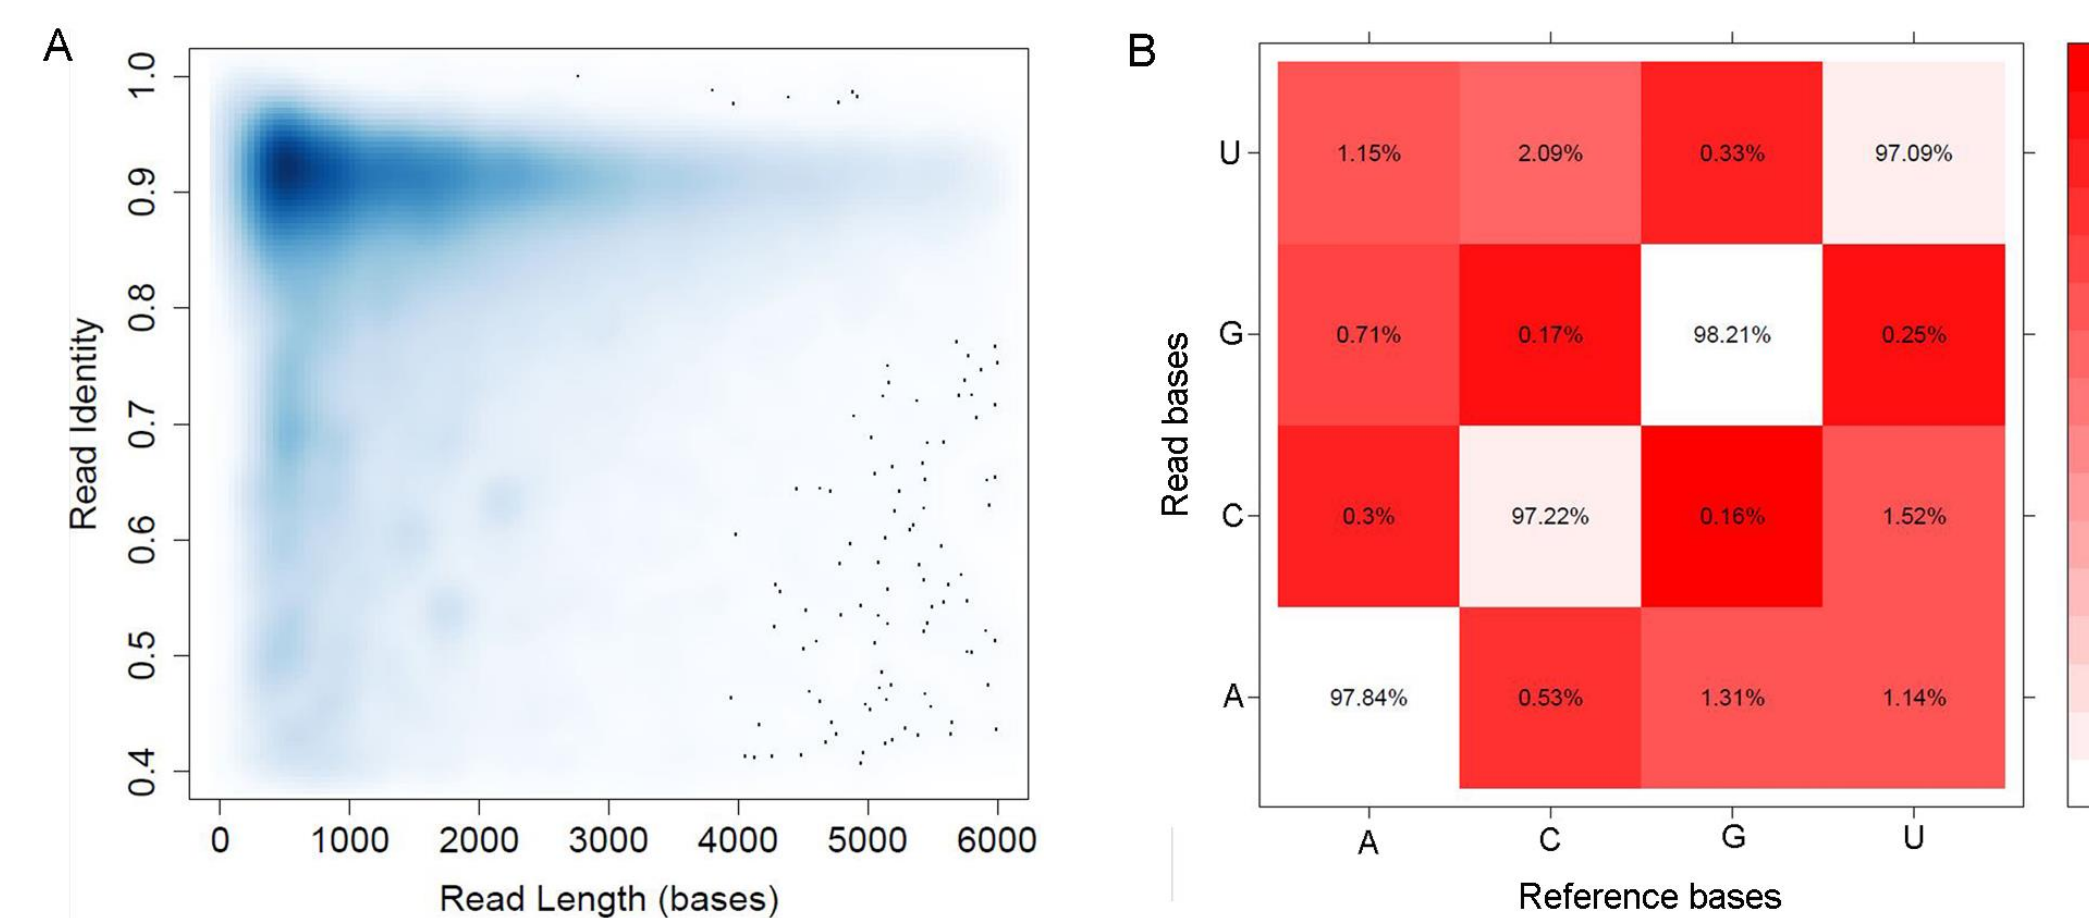 A
1.0
0.9
0.8
0.7
0.6
0.5
0.4
Read Identity
0 1000 2000 3000 4000 5000 6000
Read Length (bases)
B
U 1.15% 2.09% 0.33% 97.09%
G 0.71% 0.17% 98.21% 0.25%
C 0.3% 97.22% 0.16% 1.52%
A 97.84% 0.53% 1.31% 1.14%
Read bases
A C G U
Reference bases